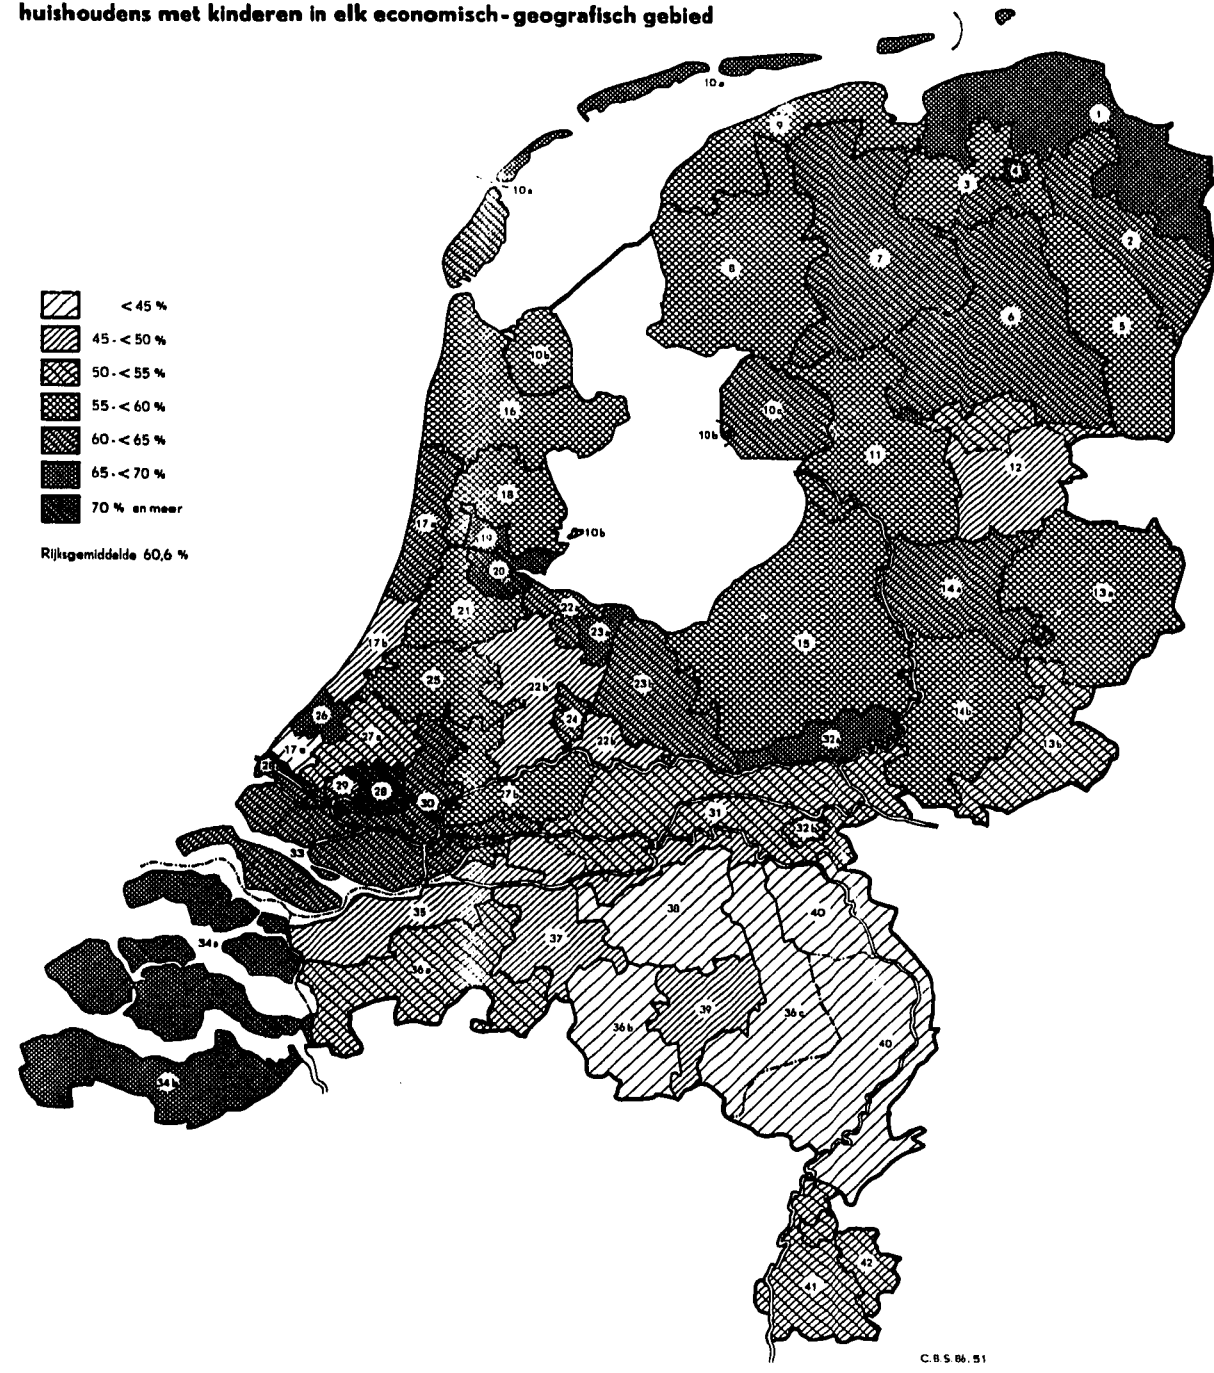 huishoudens met kinderen in elk economisch-geografisch gebied
10a
1
9
4
3
10a
2
7
8
6
5
< 45 %
45 - < 50 %
50 - < 55 %
55 - < 60 %
60 - < 65 %
65 - < 70 %
70 % en meer
Rijksgemiddelde 60,6 %
10b
16
10b
11
12
18
17a
19
10b
20
21
22a
23a
14a
13a
15
17b
25
22b
23b
26
24
27a
22b
32a
14b
13b
29
28
30
31
32b
33
35
38
40
34a
37
36a
39
36b
36c
40
34b
42
41
C.B.S. 86.51